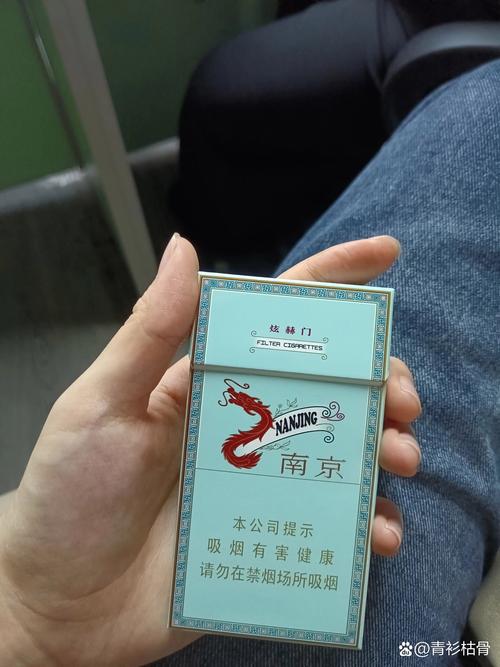 炫赫门
FILTER CIGARETTES
NANJING
南京
本公司提示
吸烟有害健康
请勿在禁烟场所吸烟
@青衫枯骨